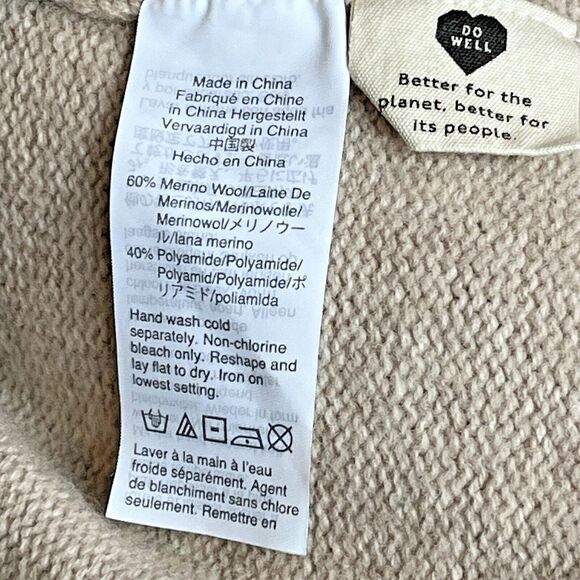 Made in China
Fabriqué en Chine
in China Hergestellt
Vervaardigd in China
中国製
Hecho en China
60% Merino Wool/Laine De
Merinos/Merinowolle/
Merinowol/メリノウー
ル/lana merino
40% Polyamide/Polyamide/
Polyamid/Polyamide/ポ
リアミド/poliamida
Hand wash cold
separately. Non-chlorine
bleach only. Reshape and
lay flat to dry. Iron on
lowest setting.
Laver à la main à l'eau
froide séparément. Agent
de blanchiment sans chlore
seulement. Remettre en
DO
WELL
Better for the
planet, better for
its people.